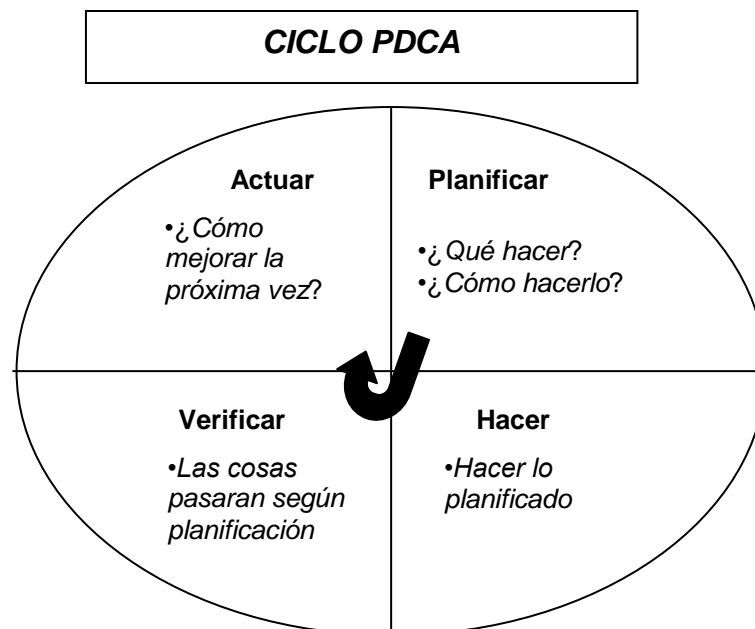 CICLO PDCA
Actuar
•¿Cómo
mejorar la
próxima vez?
Planificar
•¿Qué hacer?
•¿Cómo hacerlo?
Verificar
•Las cosas
pasaran según
planificación
Hacer
•Hacer lo
planificado